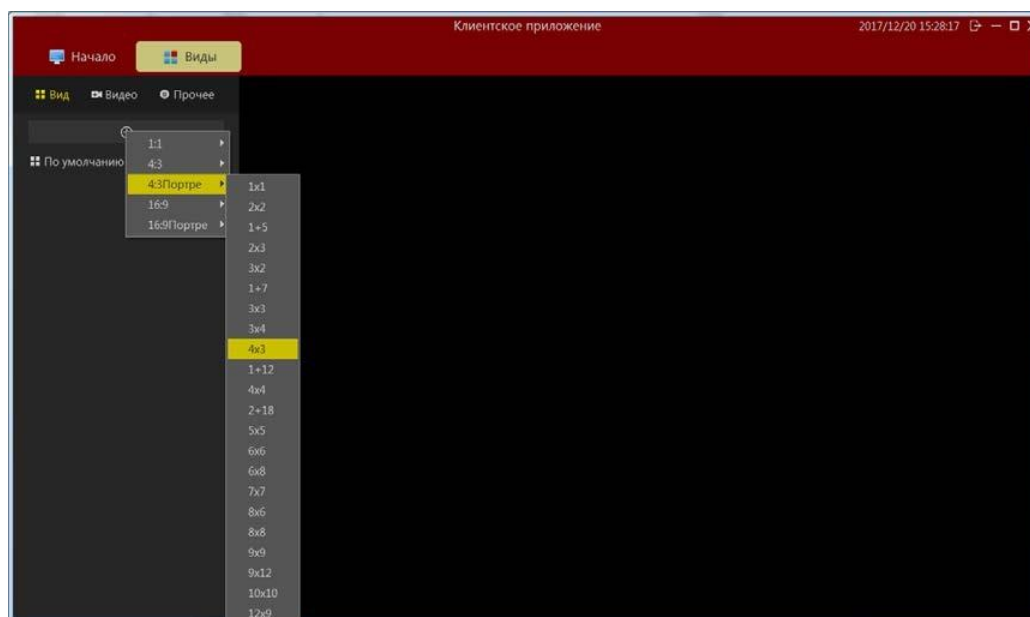 Клиентское приложение
2017/12/20 15:28:17
Начало
Виды
Вид
Видео
Прочее
По умолчанию
1:1
4:3
4:3Портре
16:9
16:9Портре
1x1
2x2
1+5
2x3
3x2
1+7
3x3
3x4
4x3
1+12
4x4
2+18
5x5
6x6
6x8
7x7
8x6
8x8
9x9
9x12
10x10
12x9